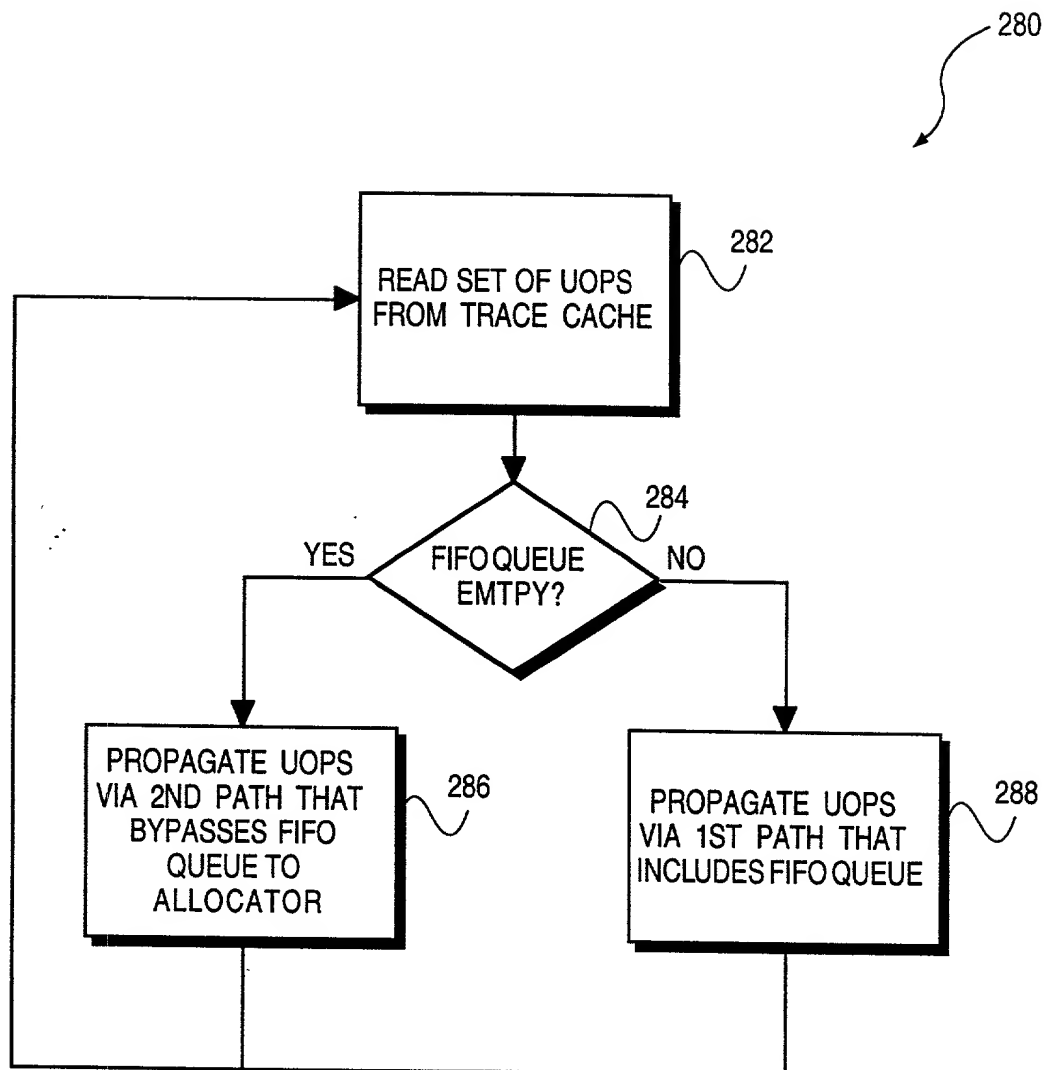 280
READ SET OF UOPS
FROM TRACE CACHE
282
284
YES
FIFO QUEUE
EMTPY?
NO
PROPAGATE UOPS
VIA 2ND PATH THAT
BYPASSES FIFO
QUEUE TO
ALLOCATOR
286
PROPAGATE UOPS
VIA 1ST PATH THAT
INCLUDES FIFO QUEUE
288